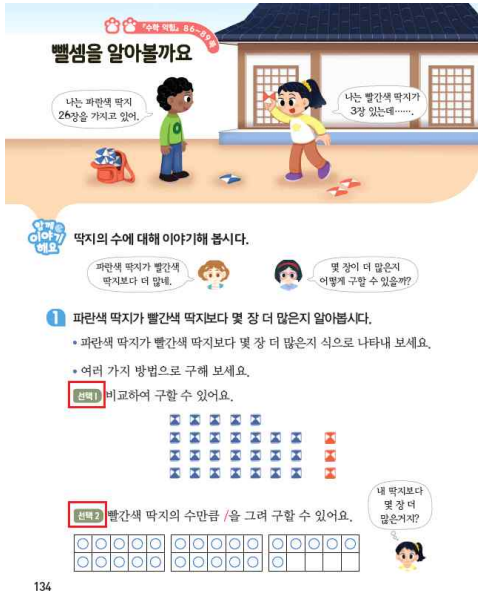 『수학 익힘』 86~89쪽
뺄셈을 알아볼까요
나는 파란색 딱지
26장을 가지고 있어.
나는 빨간색 딱지가
3장 있는데…….
함께
이야기
해요
딱지의 수에 대해 이야기해 봅시다.
파란색 딱지가 빨간색
딱지보다 더 많네.
몇 장이 더 많은지
어떻게 구할 수 있을까?
1 파란색 딱지가 빨간색 딱지보다 몇 장 더 많은지 알아봅시다.
• 파란색 딱지가 빨간색 딱지보다 몇 장 더 많은지 식으로 나타내 보세요.
• 여러 가지 방법으로 구해 보세요.
선택1 비교하여 구할 수 있어요.
내 딱지보다
몇 장 더
많은거지?
선택2 빨간색 딱지의 수만큼 /을 그려 구할 수 있어요.
134